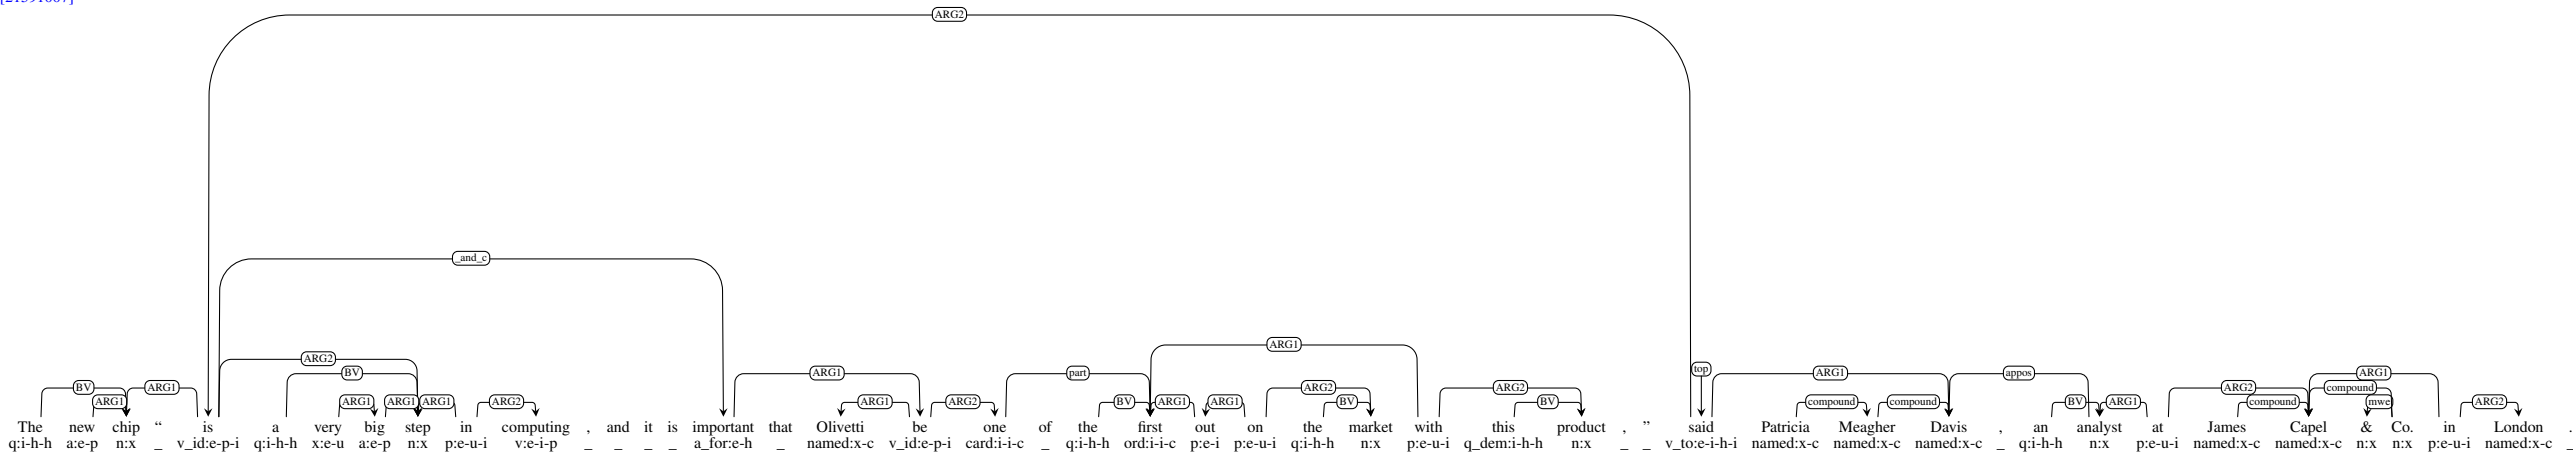 ARG2
_and_c
ARG1
ARG2 top
BV part ARG1 ARG1 appos ARG1
BV ARG1 ARG2 ARG2 ARG2 compound
ARG1 ARG1 ARG1 ARG1 ARG2 ARG1 ARG2 BV ARG1 ARG1 BV BV compound compound BV ARG1 compound mwe ARG2
The new chip “ is a very big step in computing , and it is important that Olivetti be one of the first out on the market with this product , ” said Patricia Meagher Davis , an analyst at James Capel & Co. in London .
q:i-h-h a:e-p n:x _ v_id:e-p-i q:i-h-h x:e-u a:e-p n:x p:e-u-i v:e-i-p _ _ _ _ a_for:e-h _ named:x-c v_id:e-p-i card:i-i-c _ q:i-h-h ord:i-i-c p:e-i p:e-u-i q:i-h-h n:x p:e-u-i q_dem:i-h-h n:x _ _ v_to:e-i-h-i named:x-c named:x-c named:x-c _ q:i-h-h n:x p:e-u-i named:x-c named:x-c n:x n:x p:e-u-i named:x-c _